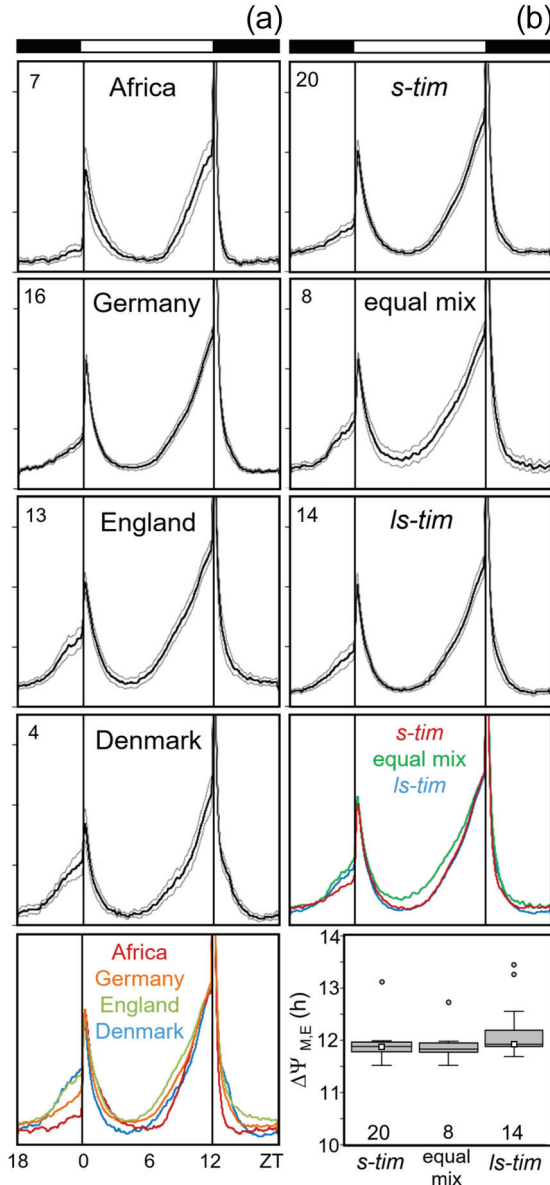 (a)
(b)
7
Africa
20
s-tim
16
Germany
8
equal mix
13
England
14
ls-tim
4
Denmark
s-tim
equal mix
ls-tim
Africa
Germany
England
Denmark
18 0 6 12 ZT
ΔΨ M,E (h)
14
13
12
11
10
20 8 14
s-tim equal mix ls-tim